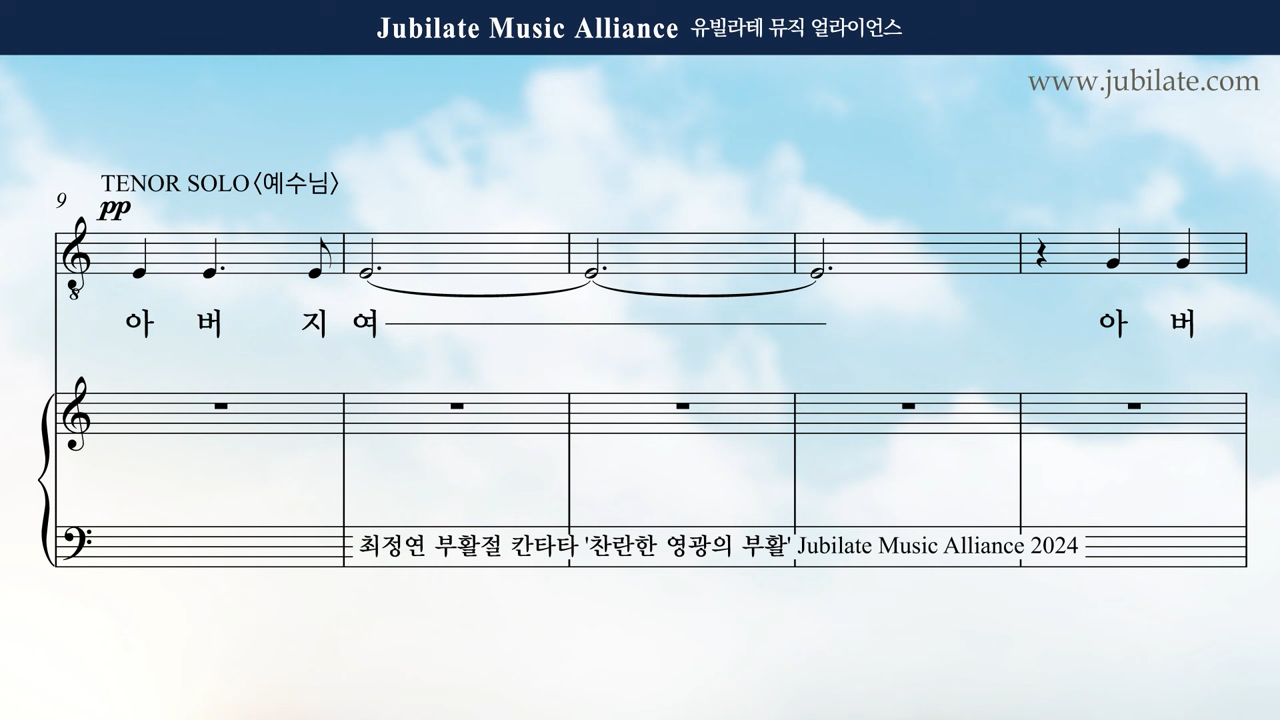 Jubilate Music Alliance 유빌라테 뮤직 얼라이언스
www.jubilate.com
TENOR SOLO〈예수님〉
9
pp
8
아 버 지 여 아 버
최정연 부활절 칸타타 '찬란한 영광의 부활' Jubilate Music Alliance 2024